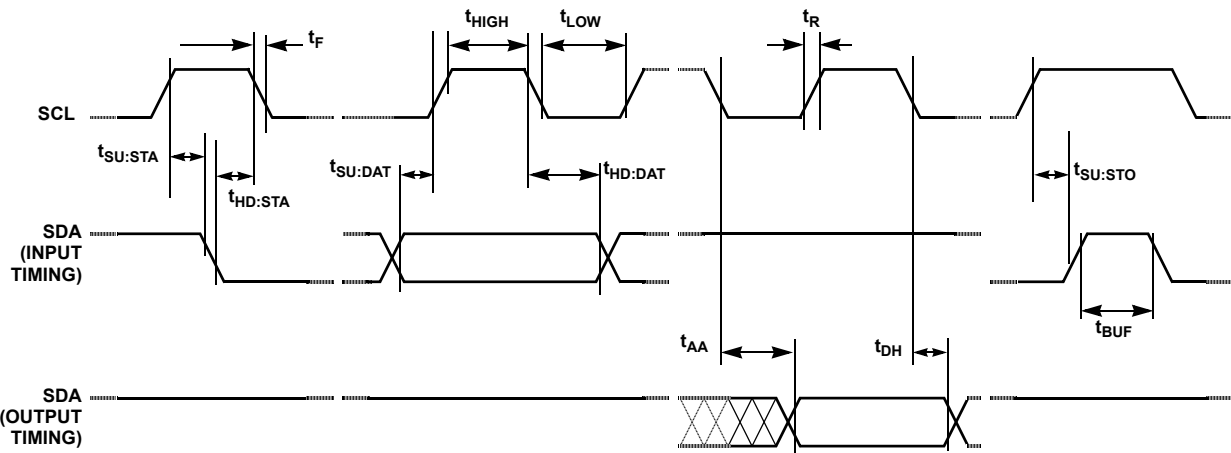 tHIGH
tLOW
tR
tF
SCL
tSU:STA
tHD:STA
tSU:DAT
tHD:DAT
tSU:STO
SDA
(INPUT
TIMING)
tBUF
tAA
tDH
SDA
(OUTPUT
TIMING)